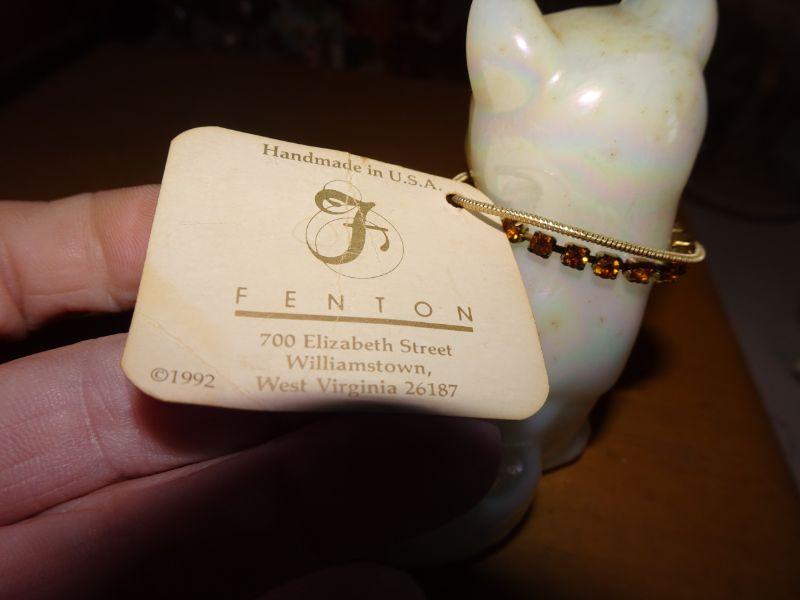 Handmade in U.S.A.
F
FENTON
700 Elizabeth Street
Williamstown,
West Virginia 26187
©1992